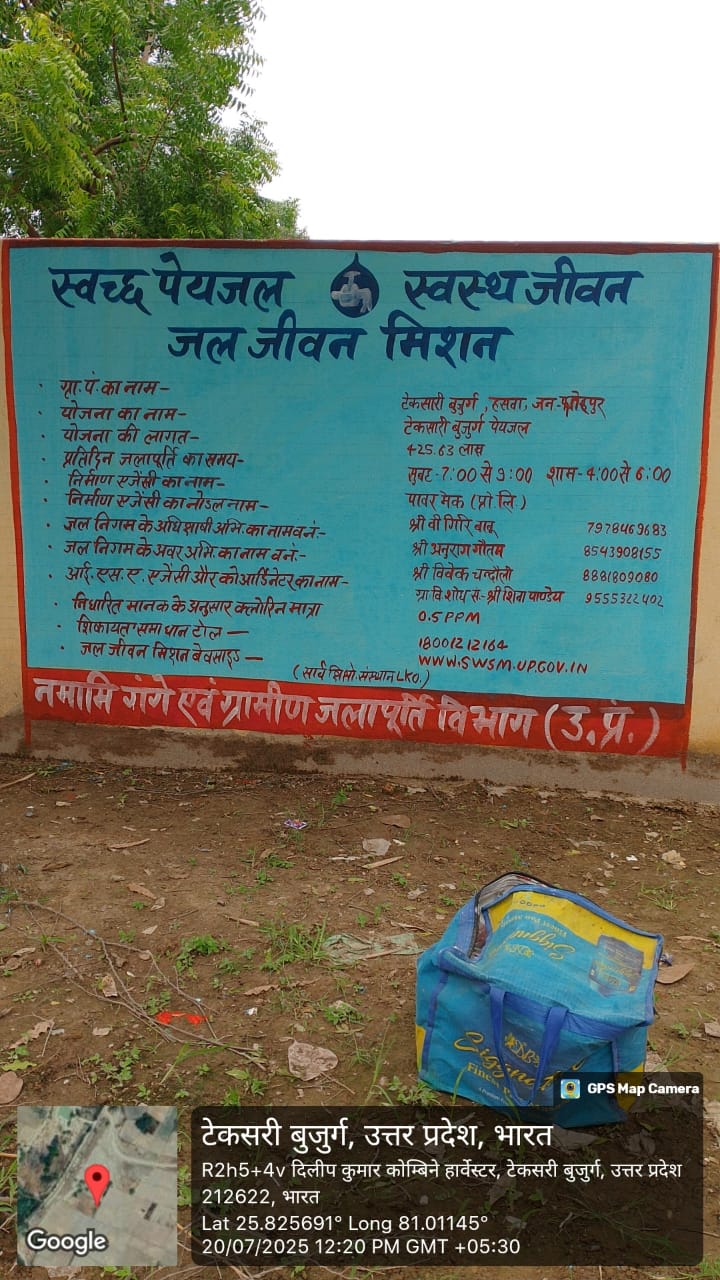 स्वच्छ पेयजल स्वस्थ जीवन
जल जीवन मिशन
· ग्रा.पं.का नाम- टेकसारी बुजुर्ग, हसवा, जन-फतेहपुर
· योजना का नाम- टेकसारी बुजुर्ग पेयजल
· योजना की लागत- 425.63 लाख
· प्रतिदिन जलापूर्ति का समय- सुबह-7:00 से 9:00 शाम-4:00 से 6:00
· निर्माण एजेंसी का नाम- पावर मेक (प्रो लि)
· निर्माण एजेंसी का नोडल नाम- श्री वी गिरि बाबू 7978469683
· जल निगम के अधिशाषी अभि.का नाम व नं:- श्री अनुराग गौतम 8543908155
· जल निगम के अवर अभि.का नाम व नं:- श्री विवेक चन्दौली 8881809080
· आई.एस.ए. एजेंसी और कोआर्डिनेटर का नाम- श्री शिवा पाण्डेय 9555322402
· निर्धारित मानक के अनुसार क्लोरिन मात्रा 0.5 PPM
· शिकायत समाधान टोल — 18001212164
· जल जीवन मिशन बेवसाइड — WWW.SWSM.UP.GOV.IN
संस्थान LKO.)
नमामि गंगे एवं ग्रामीण जलापूर्ति विभाग (उ.प्र.)
GPS Map Camera
टेकसरी बुजुर्ग, उत्तर प्रदेश, भारत
R2h5+4v दिलीप कुमार कोम्बिने हार्वेस्टर, टेकसरी बुजुर्ग, उत्तर प्रदेश
212622, भारत
Lat 25.825691° Long 81.01145°
20/07/2025 12:20 PM GMT +05:30
Google